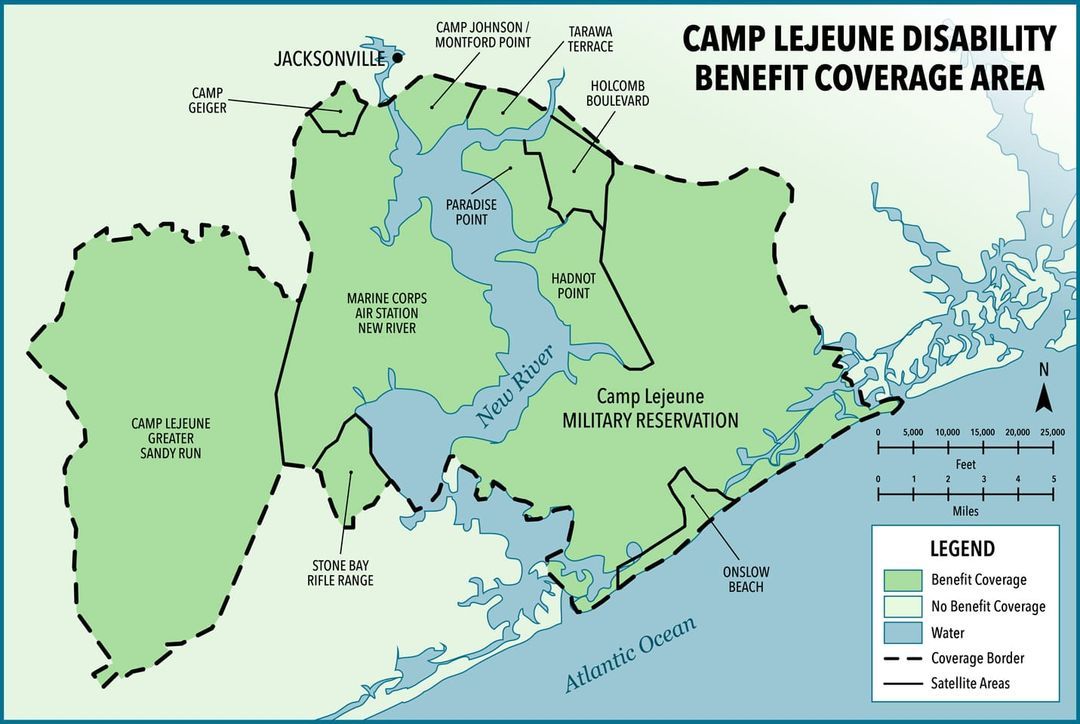 CAMP LEJEUNE DISABILITY
BENEFIT COVERAGE AREA
CAMP JOHNSON /
MONTFORD POINT
TARAWA
TERRACE
JACKSONVILLE
HOLCOMB
BOULEVARD
CAMP
GEIGER
PARADISE
POINT
HADNOT
POINT
MARINE CORPS
AIR STATION
NEW RIVER
New River
Camp Lejeune
MILITARY RESERVATION
CAMP LEJEUNE
GREATER
SANDY RUN
STONE BAY
RIFLE RANGE
ONSLOW
BEACH
Atlantic Ocean
N
0 5,000 10,000 15,000 20,000 25,000
Feet
0 1 2 3 4 5
Miles
LEGEND
Benefit Coverage
No Benefit Coverage
Water
Coverage Border
Satellite Areas